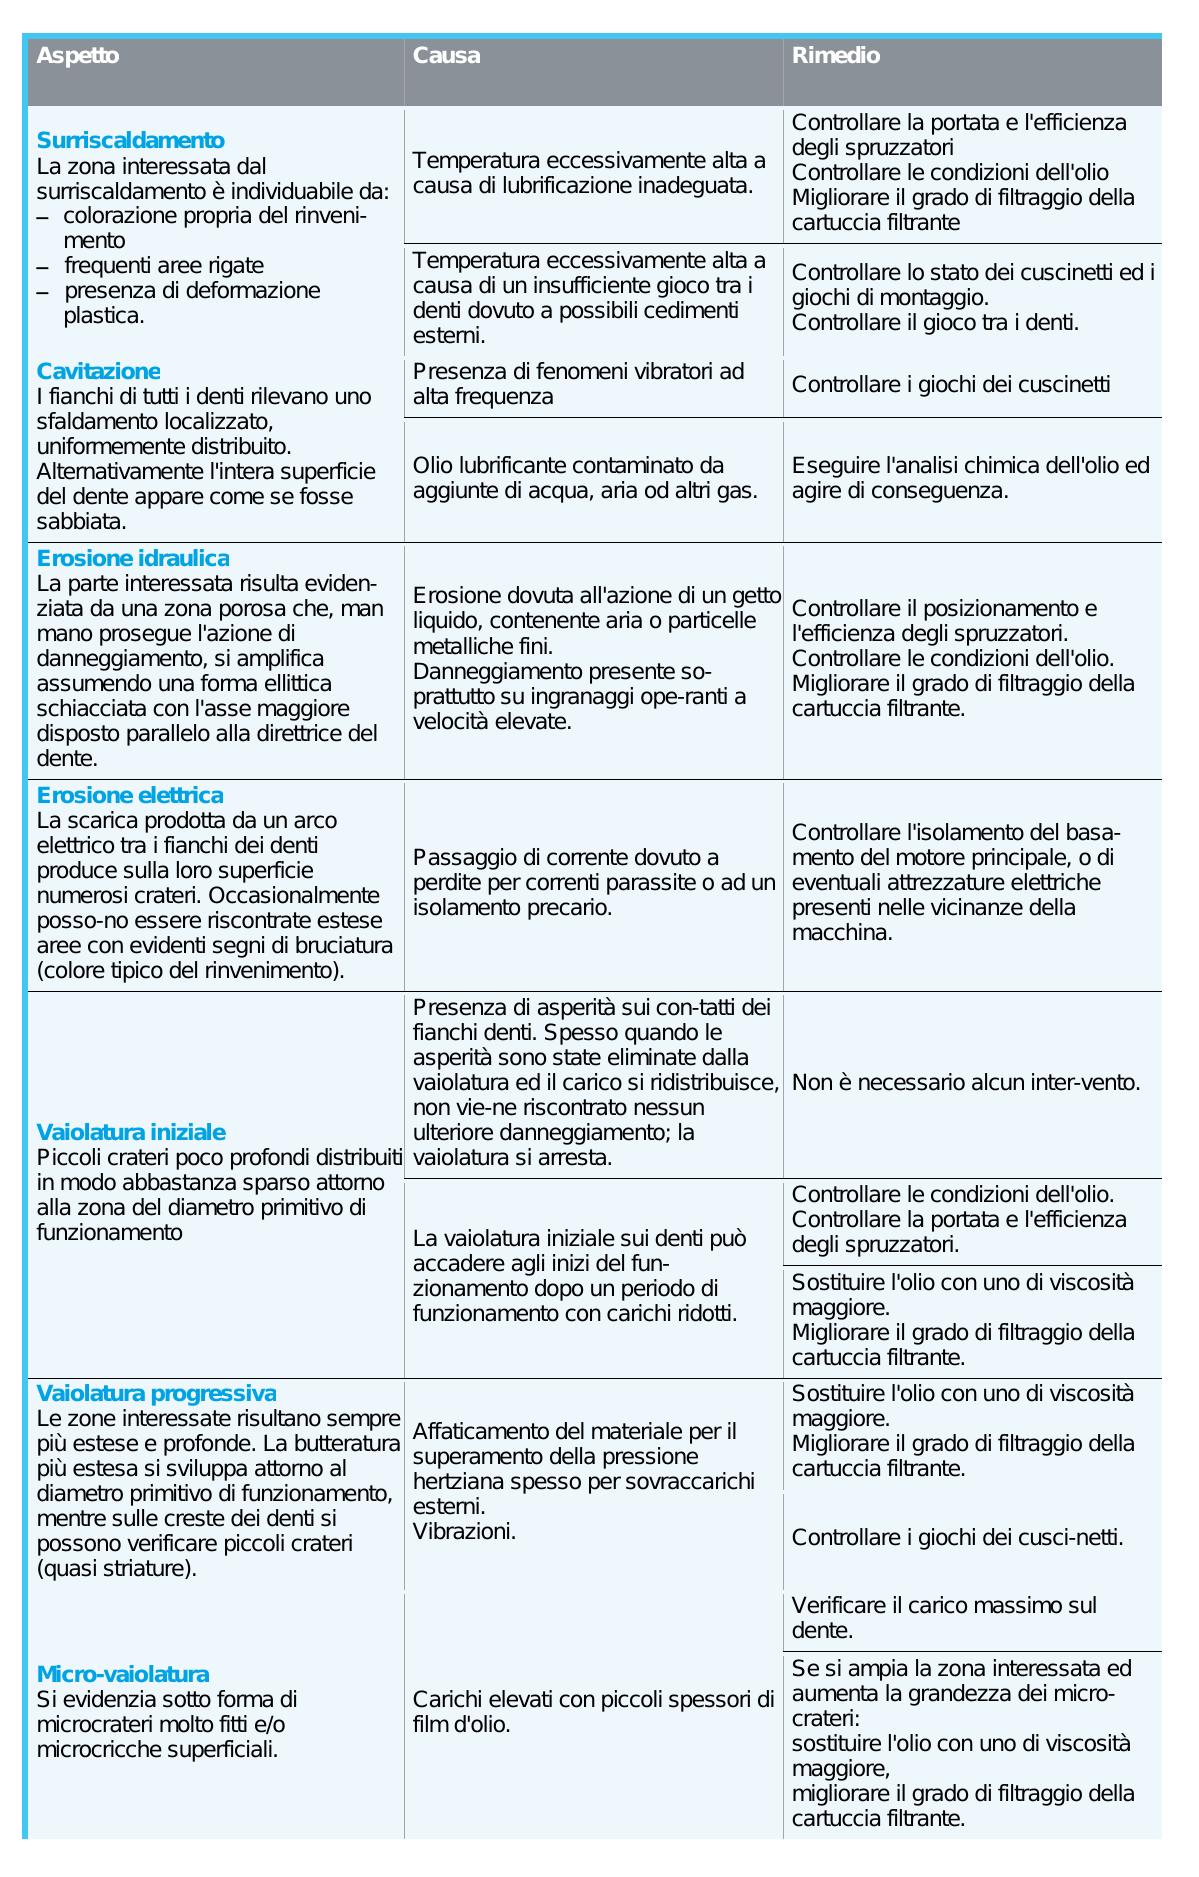 Aspetto
Causa
Rimedio
Surriscaldamento
La zona interessata dal
surriscaldamento è individuabile da:
– colorazione propria del rinveni-
mento
– frequenti aree rigate
– presenza di deformazione
plastica.
Temperatura eccessivamente alta a
causa di lubrificazione inadeguata.
Controllare la portata e l'efficienza
degli spruzzatori
Controllare le condizioni dell'olio
Migliorare il grado di filtraggio della
cartuccia filtrante
Temperatura eccessivamente alta a
causa di un insufficiente gioco tra i
denti dovuto a possibili cedimenti
esterni.
Controllare lo stato dei cuscinetti ed i
giochi di montaggio.
Controllare il gioco tra i denti.
Cavitazione
I fianchi di tutti i denti rilevano uno
sfaldamento localizzato,
uniformemente distribuito.
Alternativamente l'intera superficie
del dente appare come se fosse
sabbiata.
Presenza di fenomeni vibratori ad
alta frequenza
Controllare i giochi dei cuscinetti
Olio lubrificante contaminato da
aggiunte di acqua, aria od altri gas.
Eseguire l'analisi chimica dell'olio ed
agire di conseguenza.
Erosione idraulica
La parte interessata risulta eviden-
ziata da una zona porosa che, man
mano prosegue l'azione di
danneggiamento, si amplifica
assumendo una forma ellittica
schiacciata con l'asse maggiore
disposto parallelo alla direttrice del
dente.
Erosione dovuta all'azione di un getto
liquido, contenente aria o particelle
metalliche fini.
Danneggiamento presente so-
prattutto su ingranaggi ope-ranti a
velocità elevate.
Controllare il posizionamento e
l'efficienza degli spruzzatori.
Controllare le condizioni dell'olio.
Migliorare il grado di filtraggio della
cartuccia filtrante.
Erosione elettrica
La scarica prodotta da un arco
elettrico tra i fianchi dei denti
produce sulla loro superficie
numerosi crateri. Occasionalmente
posso-no essere riscontrate estese
aree con evidenti segni di bruciatura
(colore tipico del rinvenimento).
Passaggio di corrente dovuto a
perdite per correnti parassite o ad un
isolamento precario.
Controllare l'isolamento del basa-
mento del motore principale, o di
eventuali attrezzature elettriche
presenti nelle vicinanze della
macchina.
Vaiolatura iniziale
Piccoli crateri poco profondi distribuiti
in modo abbastanza sparso attorno
alla zona del diametro primitivo di
funzionamento
Presenza di asperità sui con-tatti dei
fianchi denti. Spesso quando le
asperità sono state eliminate dalla
vaiolatura ed il carico si ridistribuisce,
non vie-ne riscontrato nessun
ulteriore danneggiamento; la
vaiolatura si arresta.
Non è necessario alcun inter-vento.
La vaiolatura iniziale sui denti può
accadere agli inizi del fun-
zionamento dopo un periodo di
funzionamento con carichi ridotti.
Controllare le condizioni dell'olio.
Controllare la portata e l'efficienza
degli spruzzatori.
Sostituire l'olio con uno di viscosità
maggiore.
Migliorare il grado di filtraggio della
cartuccia filtrante.
Vaiolatura progressiva
Le zone interessate risultano sempre
più estese e profonde. La butteratura
più estesa si sviluppa attorno al
diametro primitivo di funzionamento,
mentre sulle creste dei denti si
possono verificare piccoli crateri
(quasi striature).
Affaticamento del materiale per il
superamento della pressione
hertziana spesso per sovraccarichi
esterni.
Vibrazioni.
Sostituire l'olio con uno di viscosità
maggiore.
Migliorare il grado di filtraggio della
cartuccia filtrante.
Controllare i giochi dei cusci-netti.
Micro-vaiolatura
Si evidenzia sotto forma di
microcrateri molto fitti e/o
microcricche superficiali.
Carichi elevati con piccoli spessori di
film d'olio.
Verificare il carico massimo sul
dente.
Se si ampia la zona interessata ed
aumenta la grandezza dei micro-
crateri:
sostituire l'olio con uno di viscosità
maggiore,
migliorare il grado di filtraggio della
cartuccia filtrante.